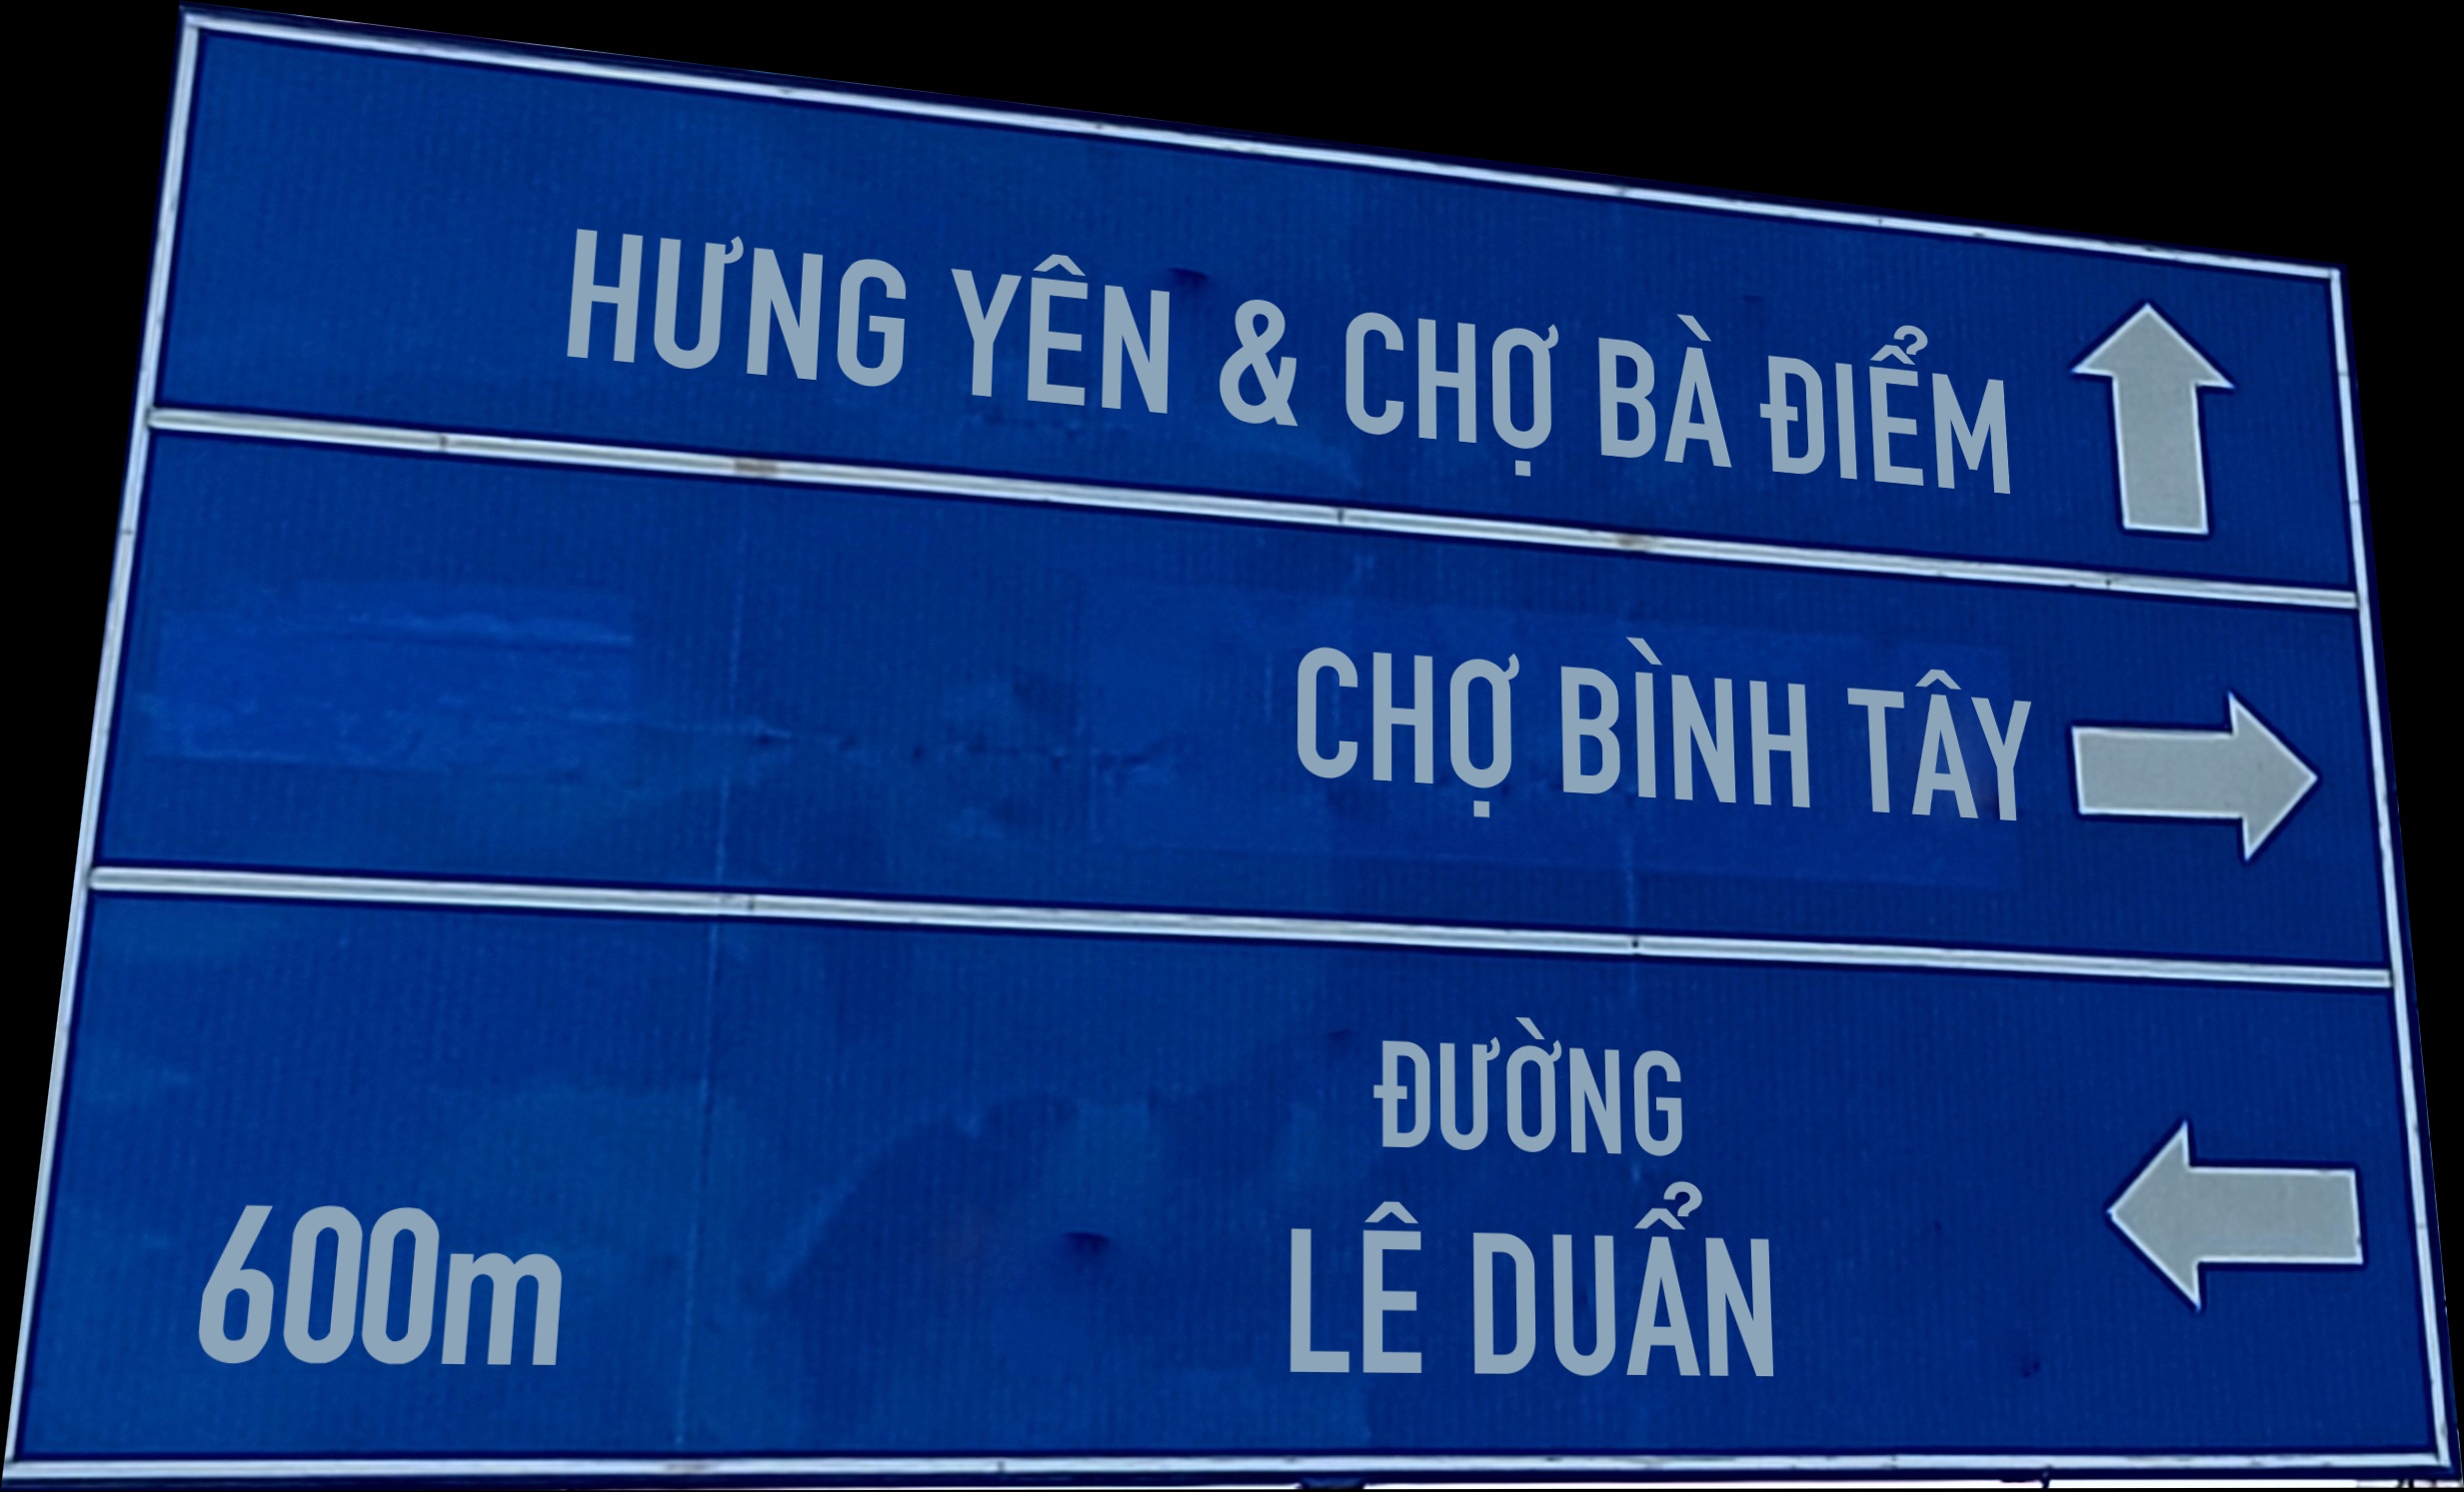 HƯNG YÊN & CHỢ BÀ ĐIỂM
CHỢ BÌNH TÂY
ĐƯỜNG
LÊ DUẨN
600m